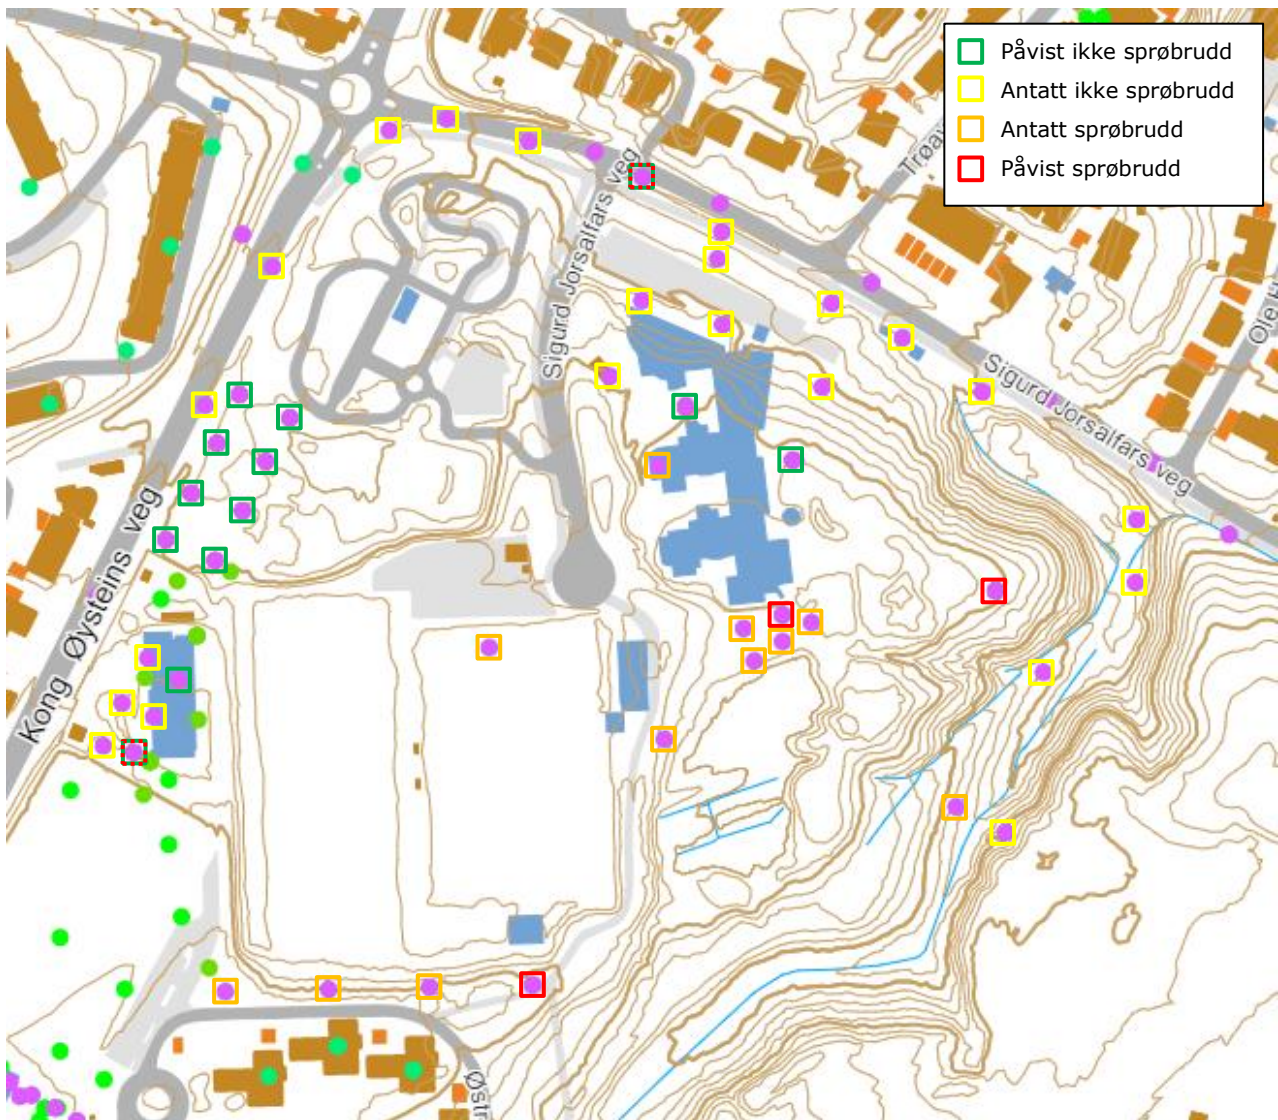 Påvist ikke sprøbrudd
Antatt ikke sprøbrudd
Antatt sprøbrudd
Påvist sprøbrudd
Sigurd Jorsalfars veg
Sigurd Jorsalfars veg
Kong Øysteins veg